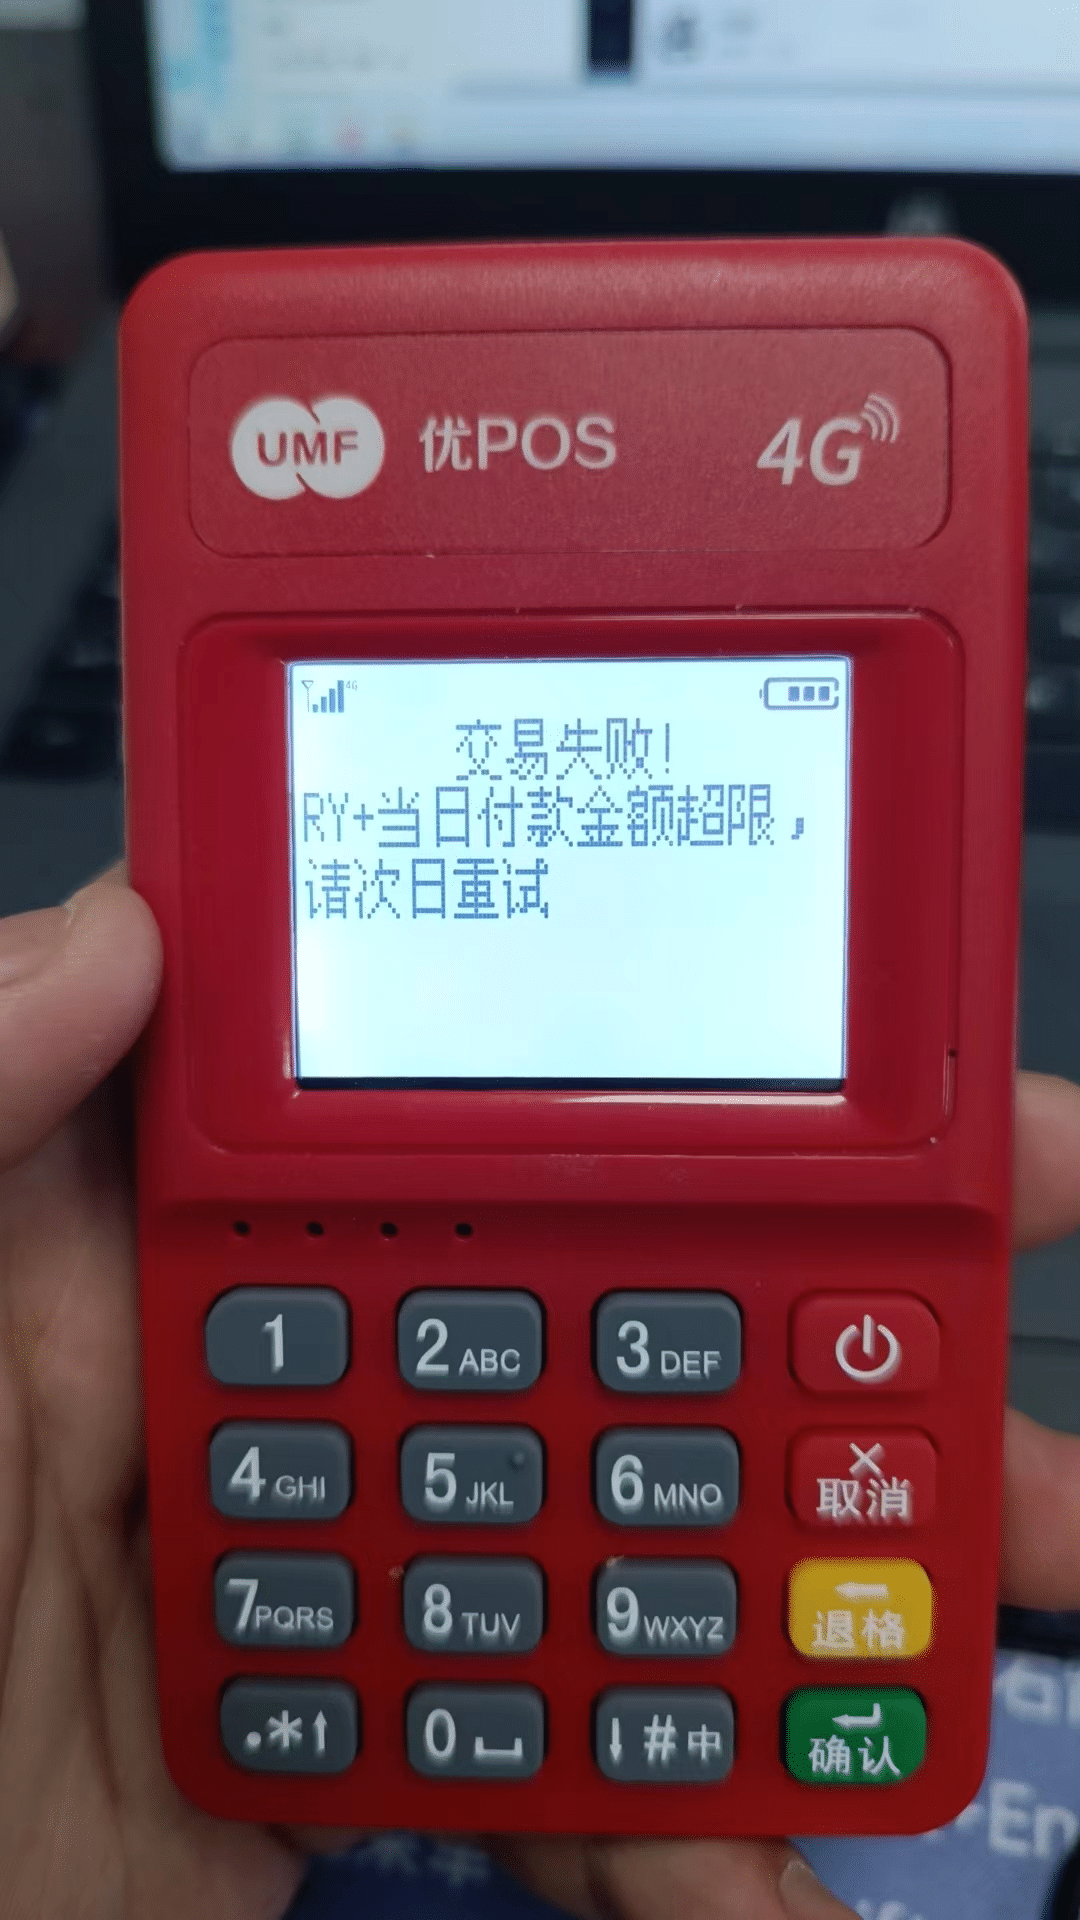 UMF 优POS 4G
4G
交易失败!
RY+当日付款金额超限,
请次日重试
1 2 ABC 3 DEF
4 GHI 5 JKL 6 MNO 取消
7 PQRS 8 TUV 9 WXYZ 退格
.*↑ 0 ⎵ ↓#中 确认
En